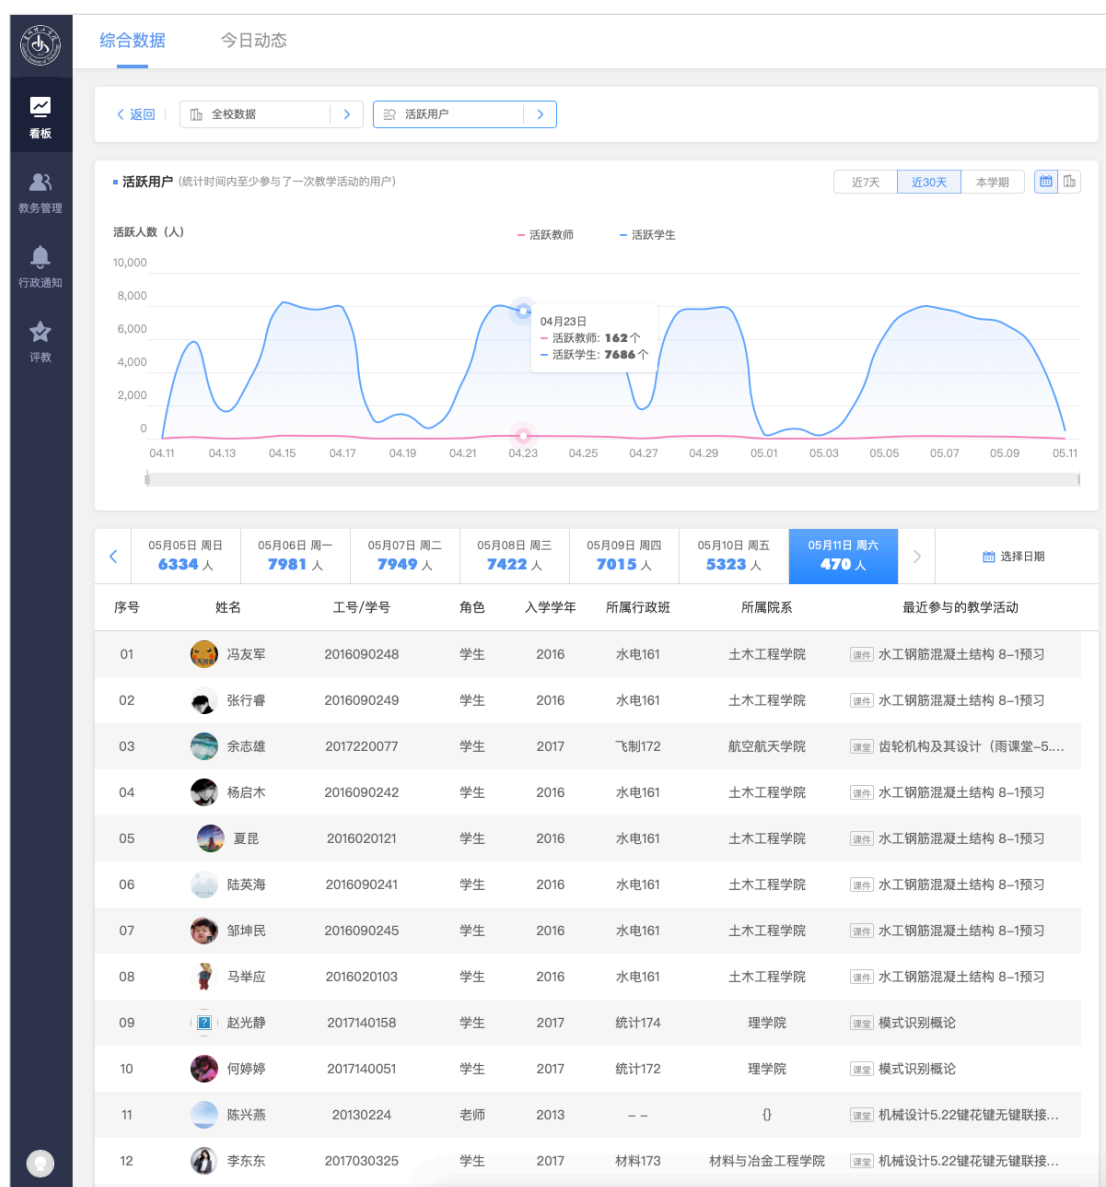 综合数据 今日动态
看板
教务管理
行政通知
评教
返回 全校数据 活跃用户
活跃用户 (统计时间内至少参与了一次教学活动的用户) 近7天 近30天 本学期
活跃人数（人） 活跃教师 活跃学生
10,000
8,000
6,000
4,000
2,000
0
04月23日
活跃教师: 162个
活跃学生: 7686个
04.11 04.13 04.15 04.17 04.19 04.21 04.23 04.25 04.27 04.29 05.01 05.03 05.05 05.07 05.09 05.11
05月05日 周日 05月06日 周一 05月07日 周二 05月08日 周三 05月09日 周四 05月10日 周五 05月11日 周六 选择日期
6334 人 7981 人 7949 人 7422 人 7015 人 5323 人 470 人
序号 姓名 工号/学号 角色 入学学年 所属行政班 所属院系 最近参与的教学活动
01 冯友军 2016090248 学生 2016 水电161 土木工程学院 课件 水工钢筋混凝土结构 8-1预习
02 张行睿 2016090249 学生 2016 水电161 土木工程学院 课件 水工钢筋混凝土结构 8-1预习
03 余志雄 2017220077 学生 2017 飞制172 航空航天学院 课堂 齿轮机构及其设计（雨课堂-5....
04 杨启木 2016090242 学生 2016 水电161 土木工程学院 课件 水工钢筋混凝土结构 8-1预习
05 夏昆 2016020121 学生 2016 水电161 土木工程学院 课件 水工钢筋混凝土结构 8-1预习
06 陆英海 2016090241 学生 2016 水电161 土木工程学院 课件 水工钢筋混凝土结构 8-1预习
07 邹坤民 2016090245 学生 2016 水电161 土木工程学院 课件 水工钢筋混凝土结构 8-1预习
08 马举应 2016020103 学生 2016 水电161 土木工程学院 课件 水工钢筋混凝土结构 8-1预习
09 赵光静 2017140158 学生 2017 统计174 理学院 课堂 模式识别概论
10 何婷婷 2017140051 学生 2017 统计172 理学院 课堂 模式识别概论
11 陈兴燕 20130224 老师 2013 -- {} 课堂 机械设计5.22键花键无键联接...
12 李东东 2017030325 学生 2017 材料173 材料与冶金工程学院 课堂 机械设计5.22键花键无键联接...